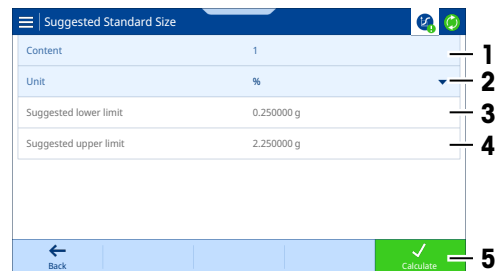 Suggested Standard Size
Content 1 1
Unit % 2
Suggested lower limit 0.250000 g 3
Suggested upper limit 2.250000 g 4
Back Calculate 5